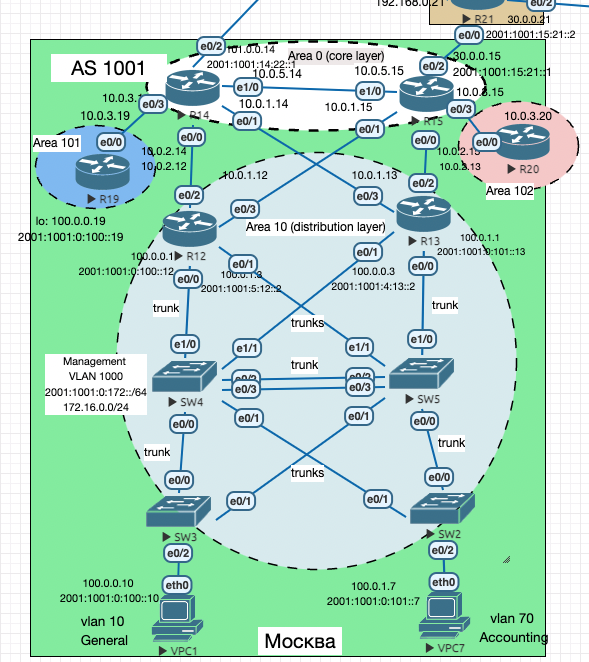 192.168.0.21
R21
e0/2
30.0.0.21
e0/0
2001:1001:15:21::2
AS 1001
e0/2
101.0.0.14
2001:1001:14:22::1
Area 0 (core layer)
e0/2
30.0.0.15
2001:1001:15:21::1
10.0.5.14
10.0.5.15
e1/0
e1/0
R14
R15
10.0.3.1
e0/3
10.0.3.19
10.0.1.14
10.0.1.15
e0/1
e0/1
e0/3
10.0.3.20
Area 101
e0/0
R19
e0/0
10.0.2.14
10.0.2.12
e0/0
10.0.2.13
e0/0
R20
Area 102
lo: 100.0.0.19
2001:1001:0:100::19
10.0.1.12
10.0.1.13
e0/2
e0/3
e0/3
e0/2
Area 10 (distribution layer)
R12
R13
100.0.1.1
2001:1001:0:101::13
100.0.0.1
2001:1001:0:100::12
e0/1
100.0.1.3
2001:1001:5:12::2
e0/1
100.0.0.3
2001:1001:4:13::2
e0/0
e0/0
trunk
trunk
trunks
e1/0
e1/1
e1/1
e1/0
Management
VLAN 1000
2001:1001:0:172::/64
172.16.0.0/24
trunk
e0/3
e0/3
SW4
SW5
e0/0
e0/1
e0/1
e0/0
trunk
trunk
trunks
e0/0
e0/1
e0/1
e0/0
SW3
SW2
e0/2
e0/2
100.0.0.10
2001:1001:0:100::10
eth0
100.0.1.7
2001:1001:0:101::7
eth0
vlan 10
General
VPC1
Москва
VPC7
vlan 70
Accounting